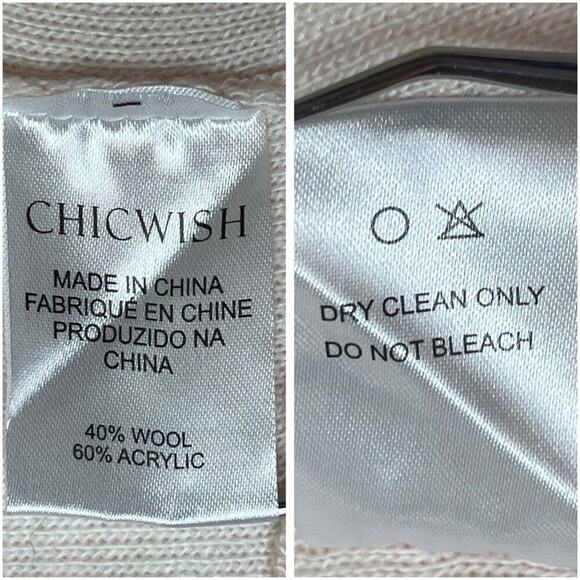 CHICWISH
MADE IN CHINA
FABRIQUÉ EN CHINE
PRODUZIDO NA
CHINA
40% WOOL
60% ACRYLIC
DRY CLEAN ONLY
DO NOT BLEACH